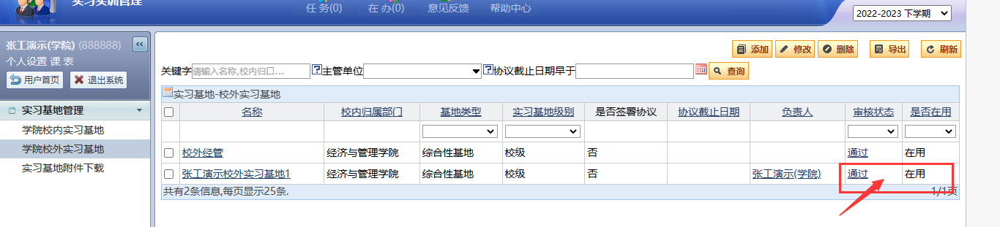 实习实训管理
任 务(0) 在 办(0) 意见反馈 帮助中心
2022-2023 下学期
张工演示(学院) (888888)
个人设置 课 表
用户首页 退出系统
实习基地管理
学院校内实习基地
学院校外实习基地
实习基地附件下载
添加 修改 删除 导出 刷新
关键字 请输入名称,校内归口... ? 主管单位 ? 协议截止日期早于 查询
实习基地-校外实习基地
名称 校内归属部门 基地类型 实习基地级别 是否签署协议 协议截止日期 负责人 审核状态 是否在用
校外经管 经济与管理学院 综合性基地 校级 否 通过 在用
张工演示校外实习基地1 经济与管理学院 综合性基地 校级 否 张工演示(学院) 通过 在用
共有2条信息,每页显示25条. 1/1页